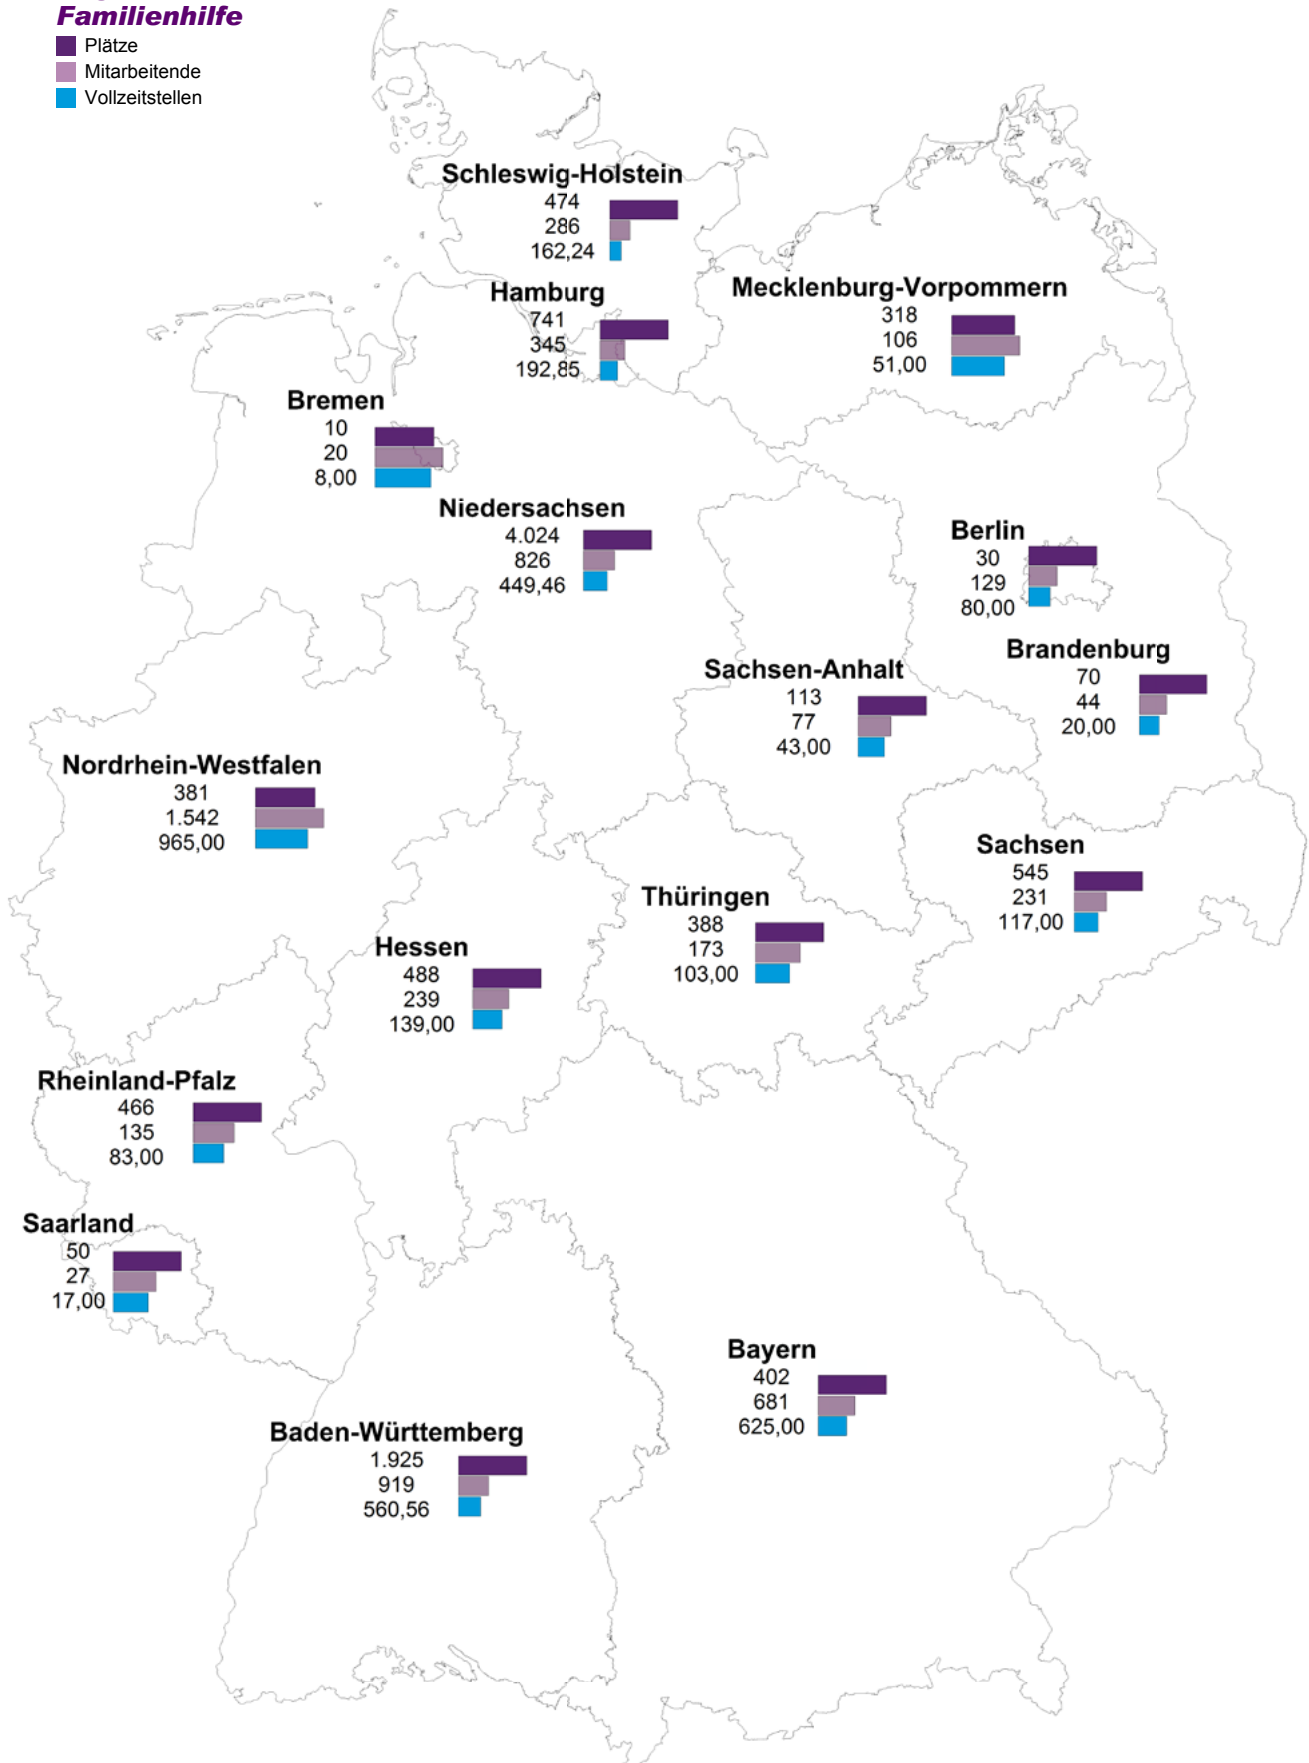 Familienhilfe
Plätze
Mitarbeitende
Vollzeitstellen
Schleswig-Holstein
474
286
162,24
Hamburg
741
345
192,85
Mecklenburg-Vorpommern
318
106
51,00
Bremen
10
20
8,00
Niedersachsen
4.024
826
449,46
Berlin
30
129
80,00
Brandenburg
70
44
20,00
Sachsen-Anhalt
113
77
43,00
Nordrhein-Westfalen
381
1.542
965,00
Sachsen
545
231
117,00
Thüringen
388
173
103,00
Hessen
488
239
139,00
Rheinland-Pfalz
466
135
83,00
Saarland
50
27
17,00
Bayern
402
681
625,00
Baden-Württemberg
1.925
919
560,56